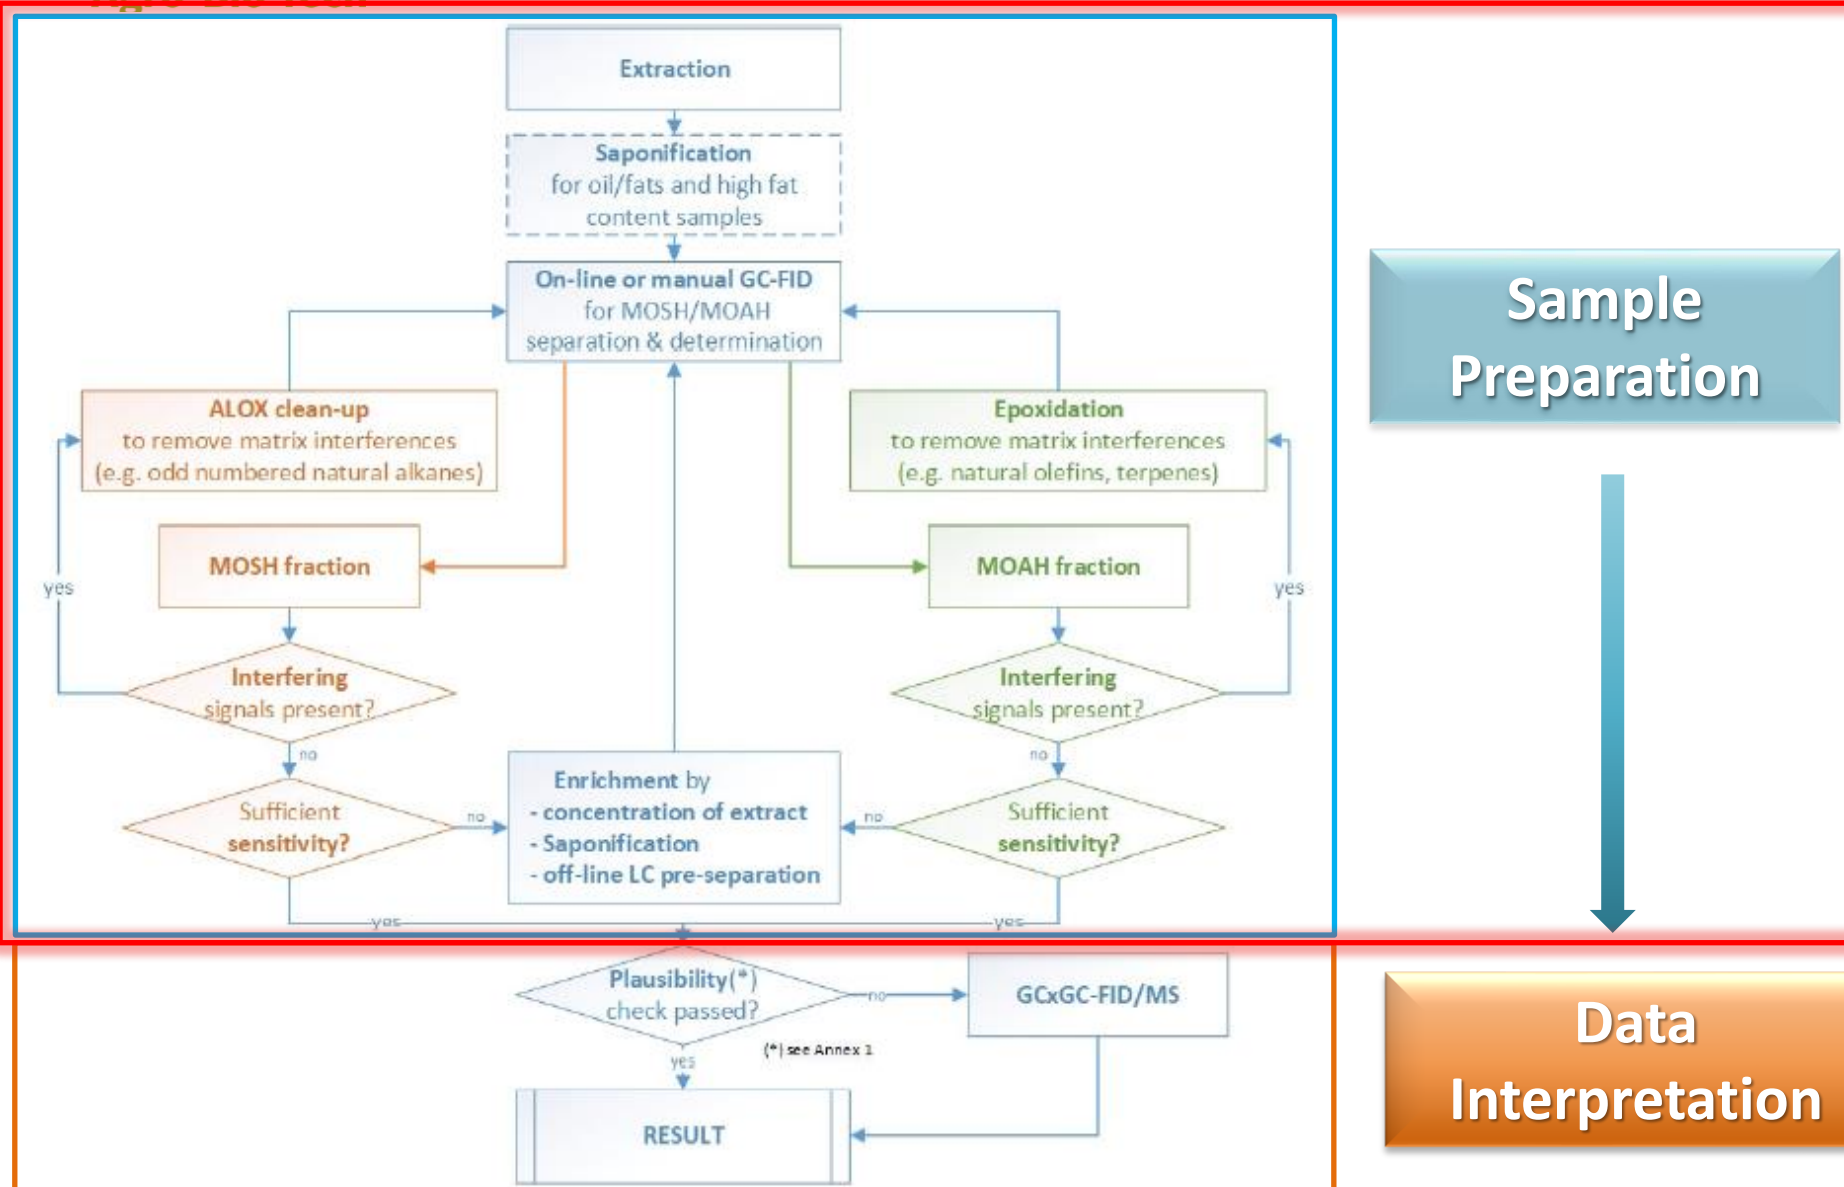 Extraction
Saponification
for oil/fats and high fat
content samples
On-line or manual GC-FID
for MOSH/MOAH
separation & determination
ALOX clean-up
to remove matrix interferences
(e.g. odd numbered natural alkanes)
Epoxidation
to remove matrix interferences
(e.g. natural olefins, terpenes)
MOSH fraction
MOAH fraction
yes
yes
Interfering
signals present?
Interfering
signals present?
no
no
Sufficient
sensitivity?
no
Enrichment by
- concentration of extract
- Saponification
- off-line LC pre-separation
no
Sufficient
sensitivity?
yes
yes
Plausibility(*)
check passed?
no
GCxGC-FID/MS
(*) see Annex 1
yes
RESULT
Sample
Preparation
Data
Interpretation